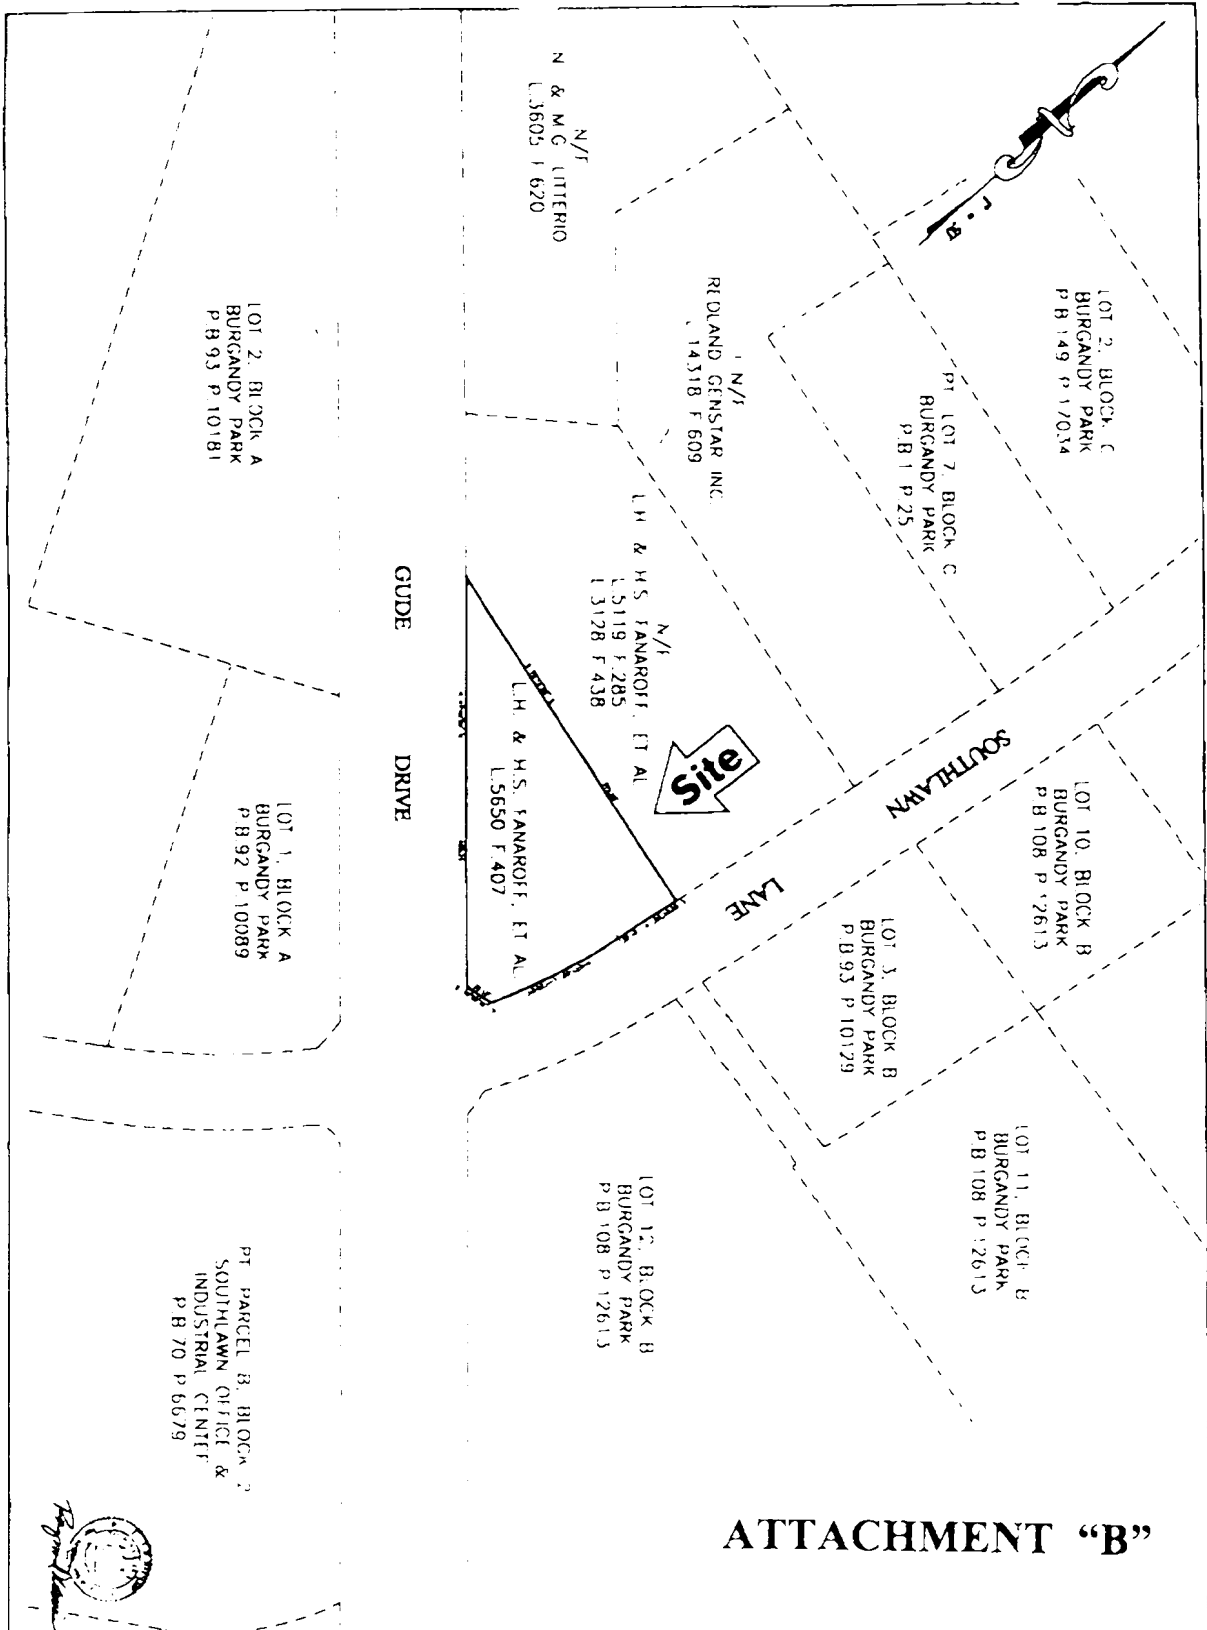 N/F
N & M.G. LITTERIO
L.3605 F.620
N/F
REDLAND GENSTAR INC.
L.14318 F.609
LOT 2, BLOCK C
BURGANDY PARK
P.B.149 P.17034
PT. LOT 7, BLOCK C
BURGANDY PARK
P.B.1 P.25
LOT 2, BLOCK A
BURGANDY PARK
P.B.93 P.10181
N/F
L.H. & H.S. FANAROFF, ET AL
L.5119 F.285
L.3128 F.438
GUDE DRIVE
L.H. & H.S. FANAROFF, ET AL.
L.5650 F.407
Site
SOUTHLAWN LANE
LOT 10, BLOCK B
BURGANDY PARK
P.B.108 P.12613
LOT 1, BLOCK A
BURGANDY PARK
P.B.92 P.10089
LOT 3, BLOCK B
BURGANDY PARK
P.B.93 P.10129
LOT 11, BLOCK B
BURGANDY PARK
P.B.108 P.12613
LOT 12, BLOCK B
BURGANDY PARK
P.B.108 P.12613
PT. PARCEL B, BLOCK
SOUTHLAWN OFFICE &
INDUSTRIAL CENTER
P.B.70 P.6679
ATTACHMENT “B”